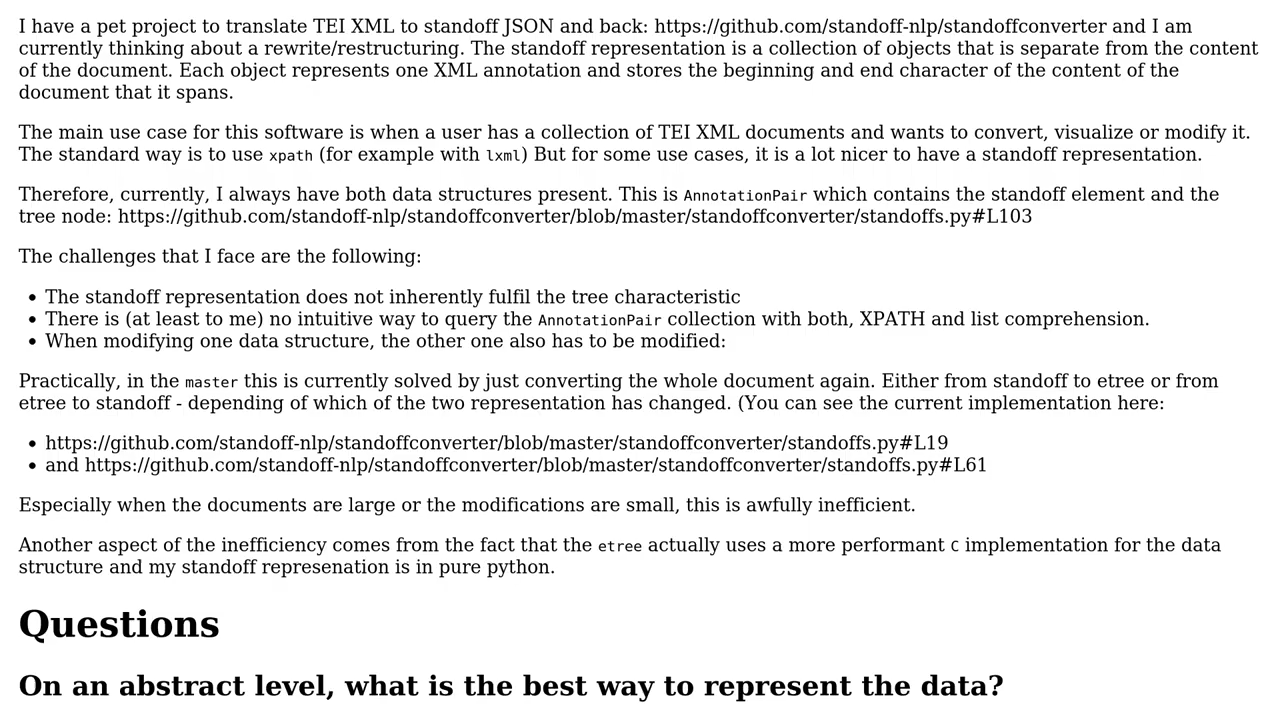 I have a pet project to translate TEI XML to standoff JSON and back: https://github.com/standoff-nlp/standoffconverter and I am
currently thinking about a rewrite/restructuring. The standoff representation is a collection of objects that is separate from the content
of the document. Each object represents one XML annotation and stores the beginning and end character of the content of the
document that it spans.
The main use case for this software is when a user has a collection of TEI XML documents and wants to convert, visualize or modify it.
The standard way is to use xpath (for example with lxml) But for some use cases, it is a lot nicer to have a standoff representation.
Therefore, currently, I always have both data structures present. This is AnnotationPair which contains the standoff element and the
tree node: https://github.com/standoff-nlp/standoffconverter/blob/master/standoffconverter/standoffs.py#L103
The challenges that I face are the following:
• The standoff representation does not inherently fulfil the tree characteristic
• There is (at least to me) no intuitive way to query the AnnotationPair collection with both, XPATH and list comprehension.
• When modifying one data structure, the other one also has to be modified:
Practically, in the master this is currently solved by just converting the whole document again. Either from standoff to etree or from
etree to standoff - depending of which of the two representation has changed. (You can see the current implementation here:
• https://github.com/standoff-nlp/standoffconverter/blob/master/standoffconverter/standoffs.py#L19
• and https://github.com/standoff-nlp/standoffconverter/blob/master/standoffconverter/standoffs.py#L61
Especially when the documents are large or the modifications are small, this is awfully inefficient.
Another aspect of the inefficiency comes from the fact that the etree actually uses a more performant C implementation for the data
structure and my standoff represenation is in pure python.
Questions
On an abstract level, what is the best way to represent the data?